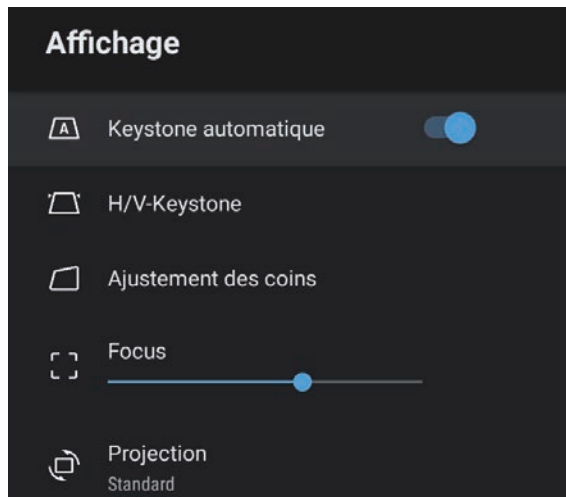 Affichage
A
Keystone automatique
H/V-Keystone
Ajustement des coins
Focus
Projection
Standard